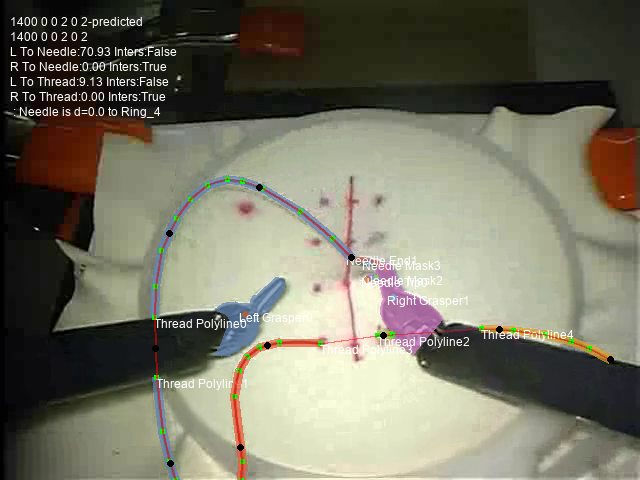 1400 0 0 2 0 2-predicted
1400 0 0 2 0 2
L To Needle:70.93 Inters:False
R To Needle:0.00 Inters:True
L To Thread:9.13 Inters:False
R To Thread:0.00 Inters:True
: Needle is d=0.0 to Ring_4
Needle End1
Needle Mask3
Needle Mask2
Right Grasper1
Left Grasper0
Thread Polyline0
Thread Polyline4
Thread Polyline2
Thread Polyline3
Thread Polyline1